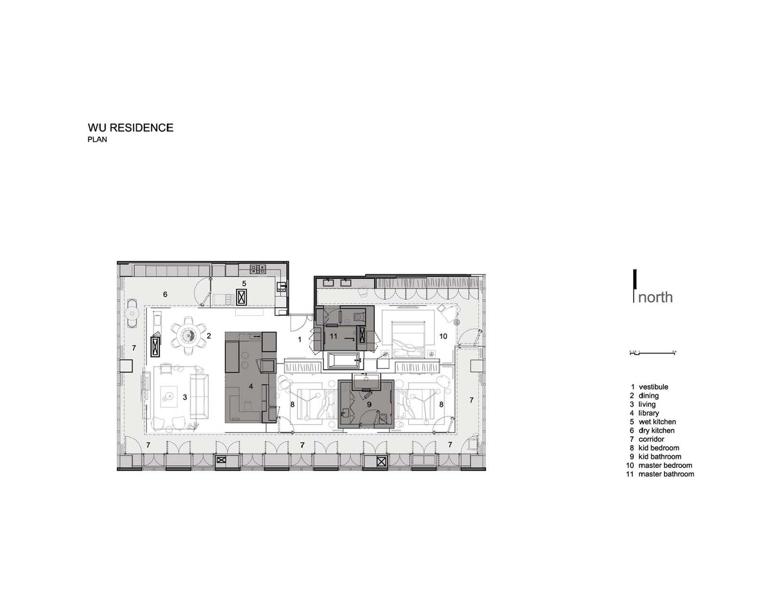 WU RESIDENCE
PLAN
5
6
1
11
10
7
2
7
3
4
8
9
8
7
7
7
7
north
1 vestibule
2 dining
3 living
4 library
5 wet kitchen
6 dry kitchen
7 corridor
8 kid bedroom
9 kid bathroom
10 master bedroom
11 master bathroom